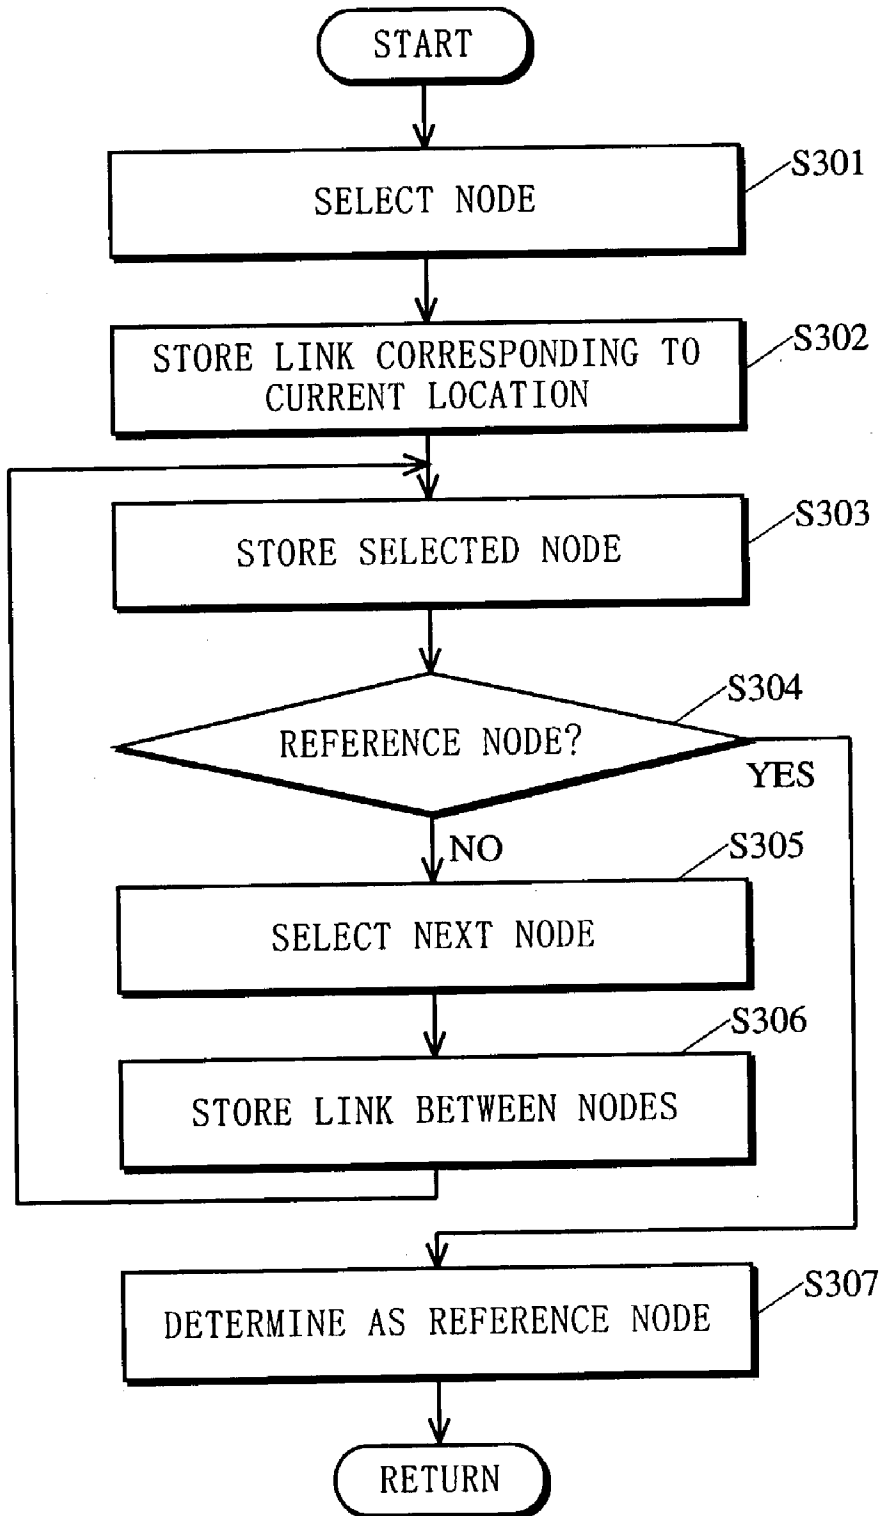 START
SELECT NODE
S301
STORE LINK CORRESPONDING TO
CURRENT LOCATION
S302
STORE SELECTED NODE
S303
REFERENCE NODE?
S304
YES
NO
SELECT NEXT NODE
S305
STORE LINK BETWEEN NODES
S306
DETERMINE AS REFERENCE NODE
S307
RETURN